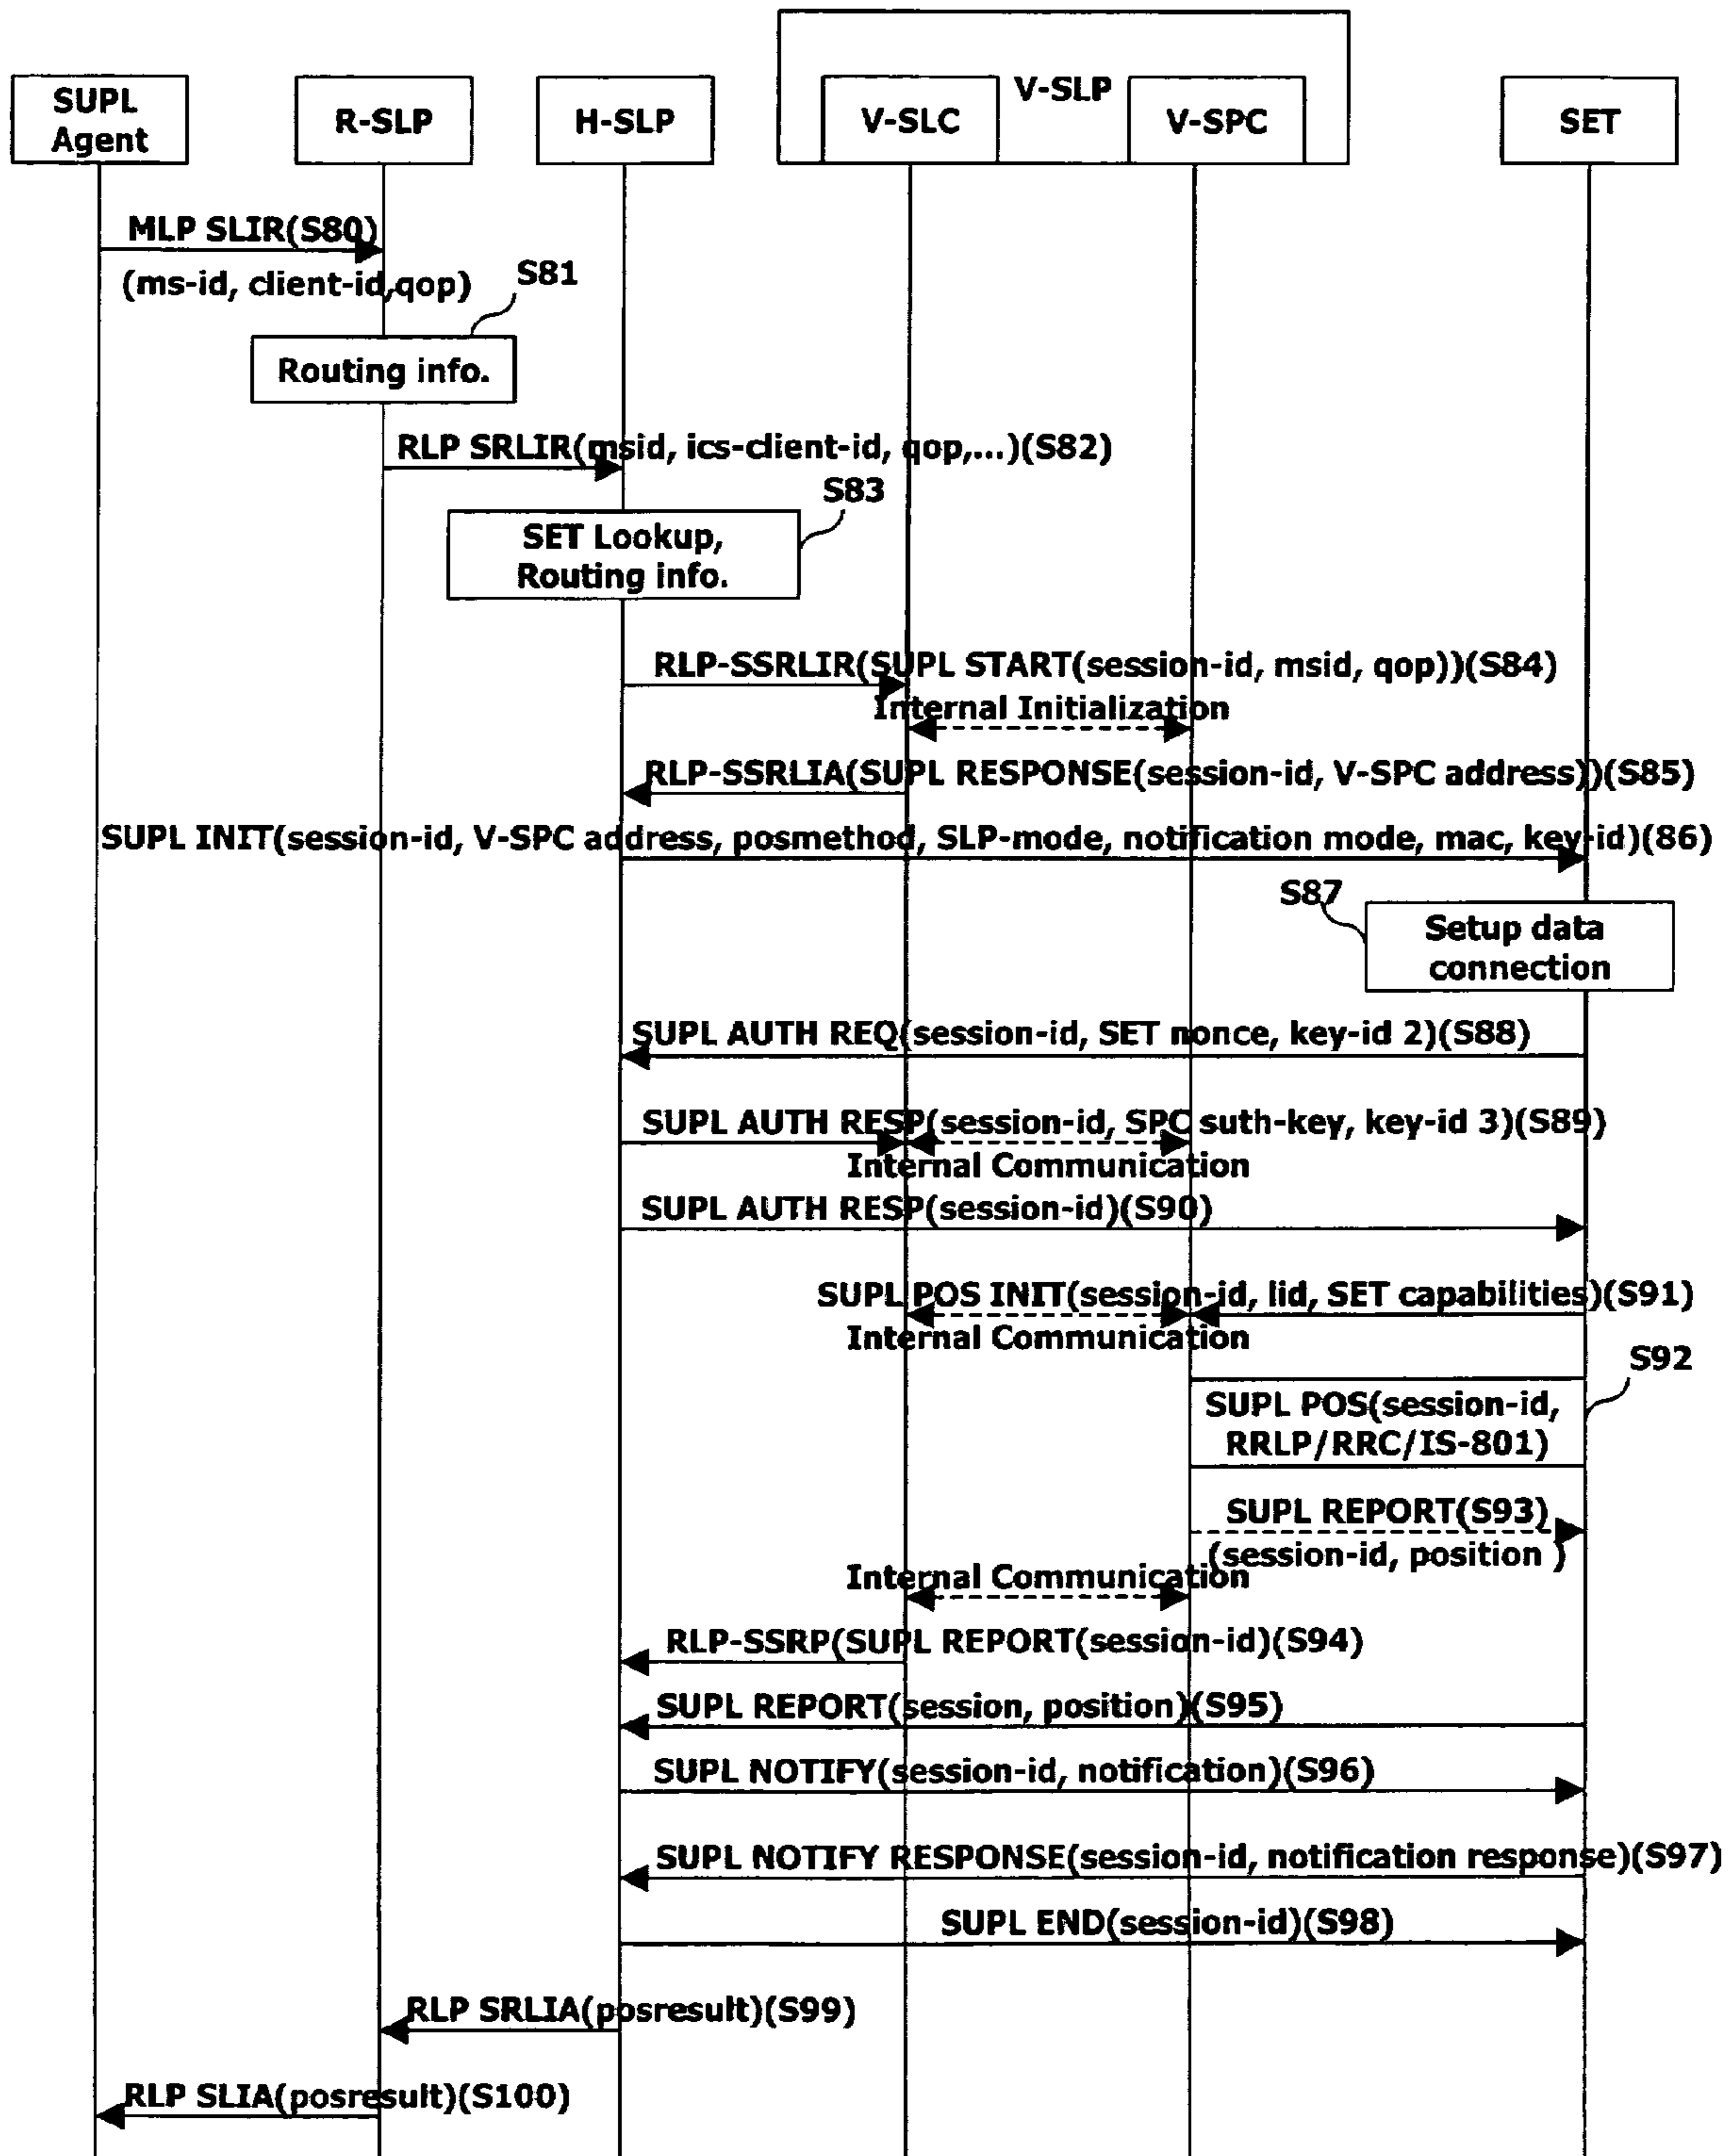 SUPL
Agent
R-SLP
H-SLP
V-SLP
V-SLC
V-SPC
SET
MLP SLIR(S80)
(ms-id, client-id,qop)
S81
Routing info.
RLP SRLIR(msid, ics-client-id, qop,...)(S82)
S83
SET Lookup,
Routing info.
RLP-SSRLIR(SUPL START(session-id, msid, qop))(S84)
Internal Initialization
RLP-SSRLIA(SUPL RESPONSE(session-id, V-SPC address))(S85)
SUPL INIT(session-id, V-SPC address, posmethod, SLP-mode, notification mode, mac, key-id)(86)
S87
Setup data
connection
SUPL AUTH REQ(session-id, SET nonce, key-id 2)(S88)
SUPL AUTH RESP(session-id, SPC suth-key, key-id 3)(S89)
Internal Communication
SUPL AUTH RESP(session-id)(S90)
SUPL POS INIT(session-id, lid, SET capabilities)(S91)
Internal Communication
S92
SUPL POS(session-id,
RRLP/RRC/IS-801)
SUPL REPORT(S93)
(session-id, position )
Internal Communication
RLP-SSRP(SUPL REPORT(session-id)(S94)
SUPL REPORT(session, position)(S95)
SUPL NOTIFY(session-id, notification)(S96)
SUPL NOTIFY RESPONSE(session-id, notification response)(S97)
SUPL END(session-id)(S98)
RLP SRLIA(posresult)(S99)
RLP SLIA(posresult)(S100)